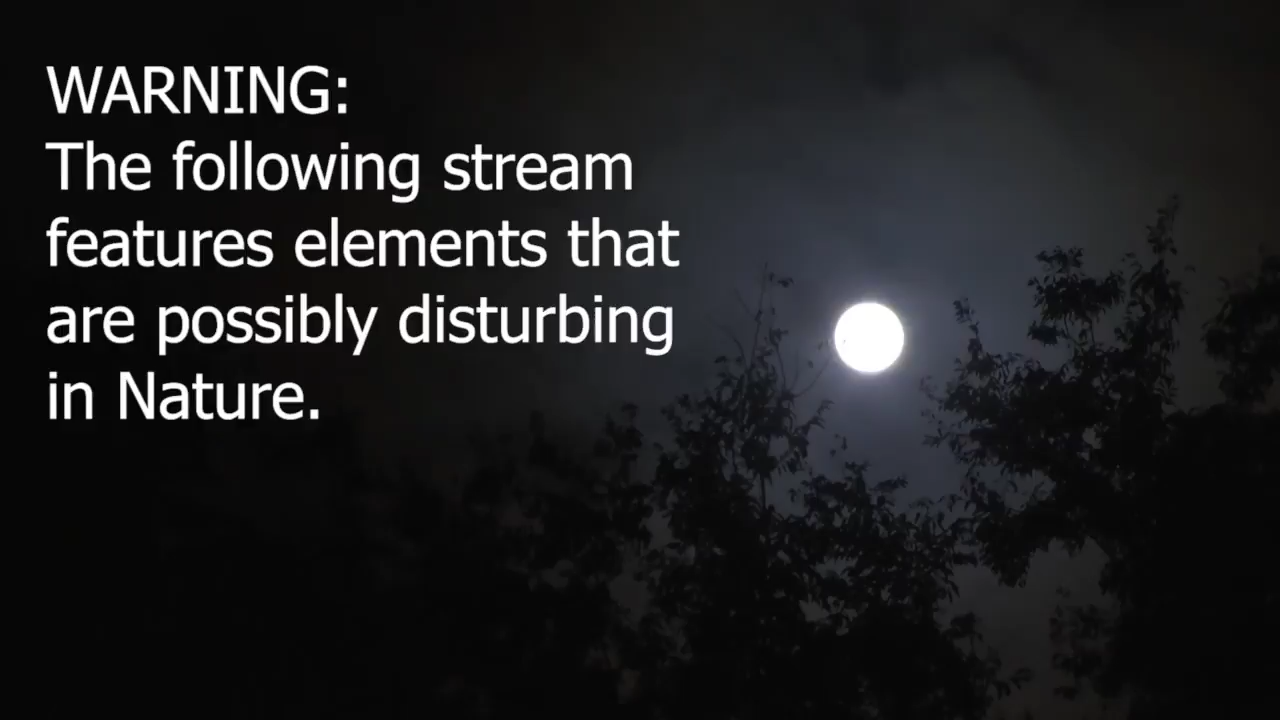 WARNING:
The following stream
features elements that
are possibly disturbing
in Nature.